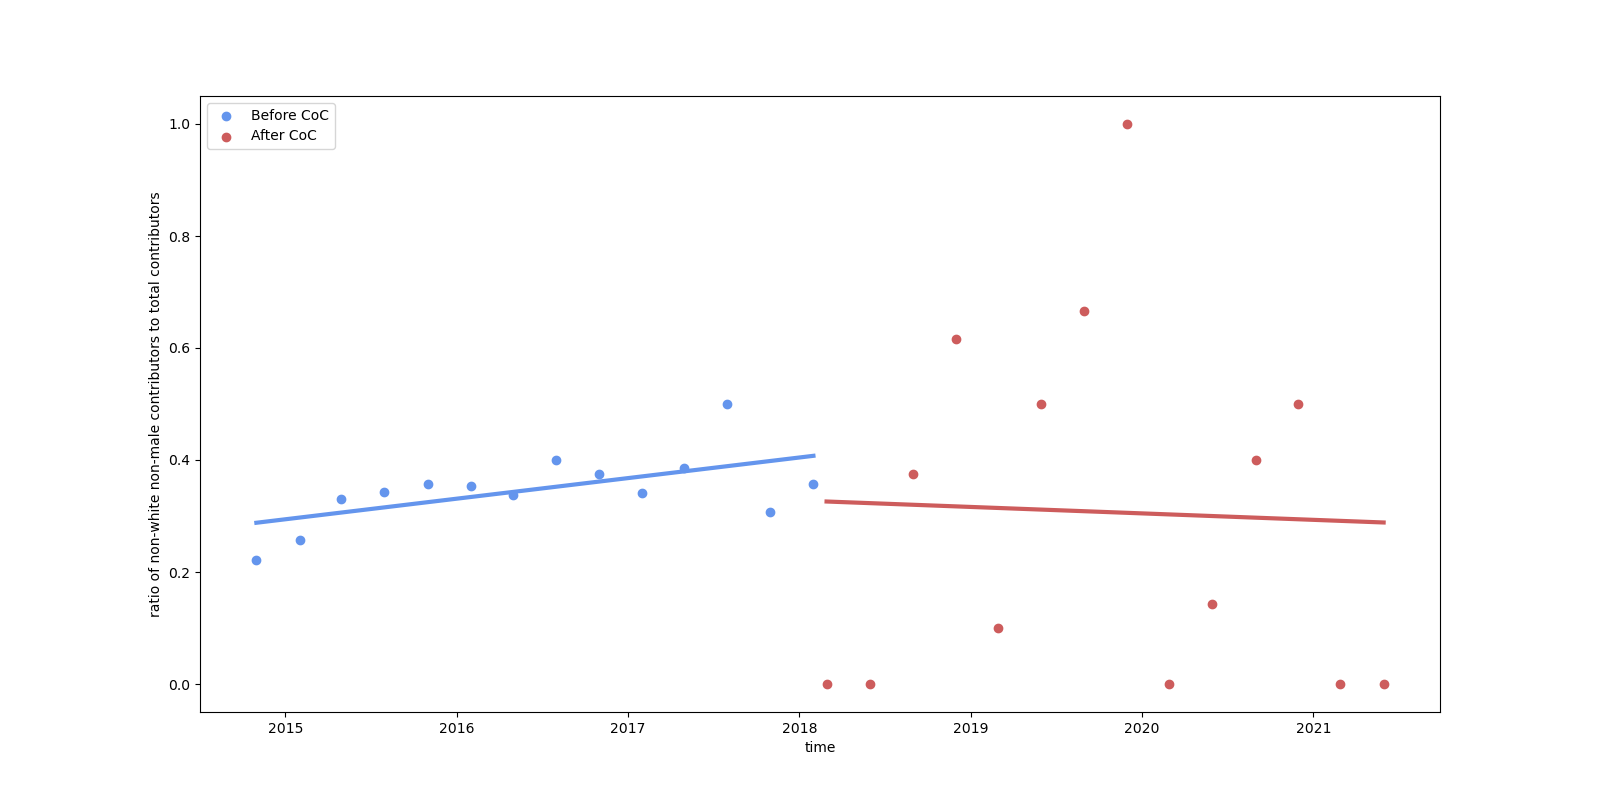 Before CoC
After CoC
ratio of non-white non-male contributors to total contributors
1.0
0.8
0.6
0.4
0.2
0.0
2015 2016 2017 2018 2019 2020 2021
time